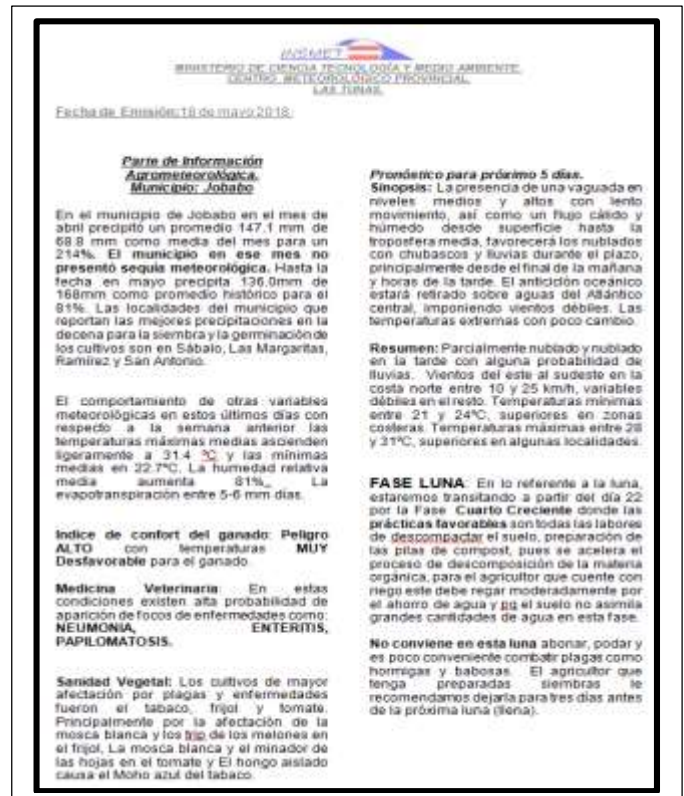 INSMET
MINISTERIO DE CIENCIA TECNOLOGÍA Y MEDIO AMBIENTE.
CENTRO METEOROLÓGICO PROVINCIAL.
LAS TUNAS.
Fecha de Emisión: 18 de mayo 2018.
Parte de Información
Agrometeorológica.
Municipio: Jobabo
En el municipio de Jobabo en el mes de
abril precipitó un promedio 147.1 mm de
68.8 mm como media del mes para un
214%. El municipio en ese mes no
presentó sequia meteorológica. Hasta la
fecha en mayo precipita 136.0mm de
168mm como promedio histórico para el
81%. Las localidades del municipio que
reportan las mejores precipitaciones en la
decena para la siembra y la germinación de
los cultivos son en Sábalo, Las Margaritas,
Ramírez y San Antonio.
El comportamiento de otras variables
meteorológicas en estos últimos días con
respecto a la semana anterior las
temperaturas máximas medias ascienden
ligeramente a 31.4 ºC y las mínimas
medias en 22.7ºC. La humedad relativa
media aumenta 81%. La
evapotranspiración entre 5-6 mm días.
Indice de confort del ganado: Peligro
ALTO con temperaturas MUY
Desfavorable para el ganado.
Medicina Veterinaria: En estas
condiciones existen alta probabilidad de
aparición de focos de enfermedades como:
NEUMONIA, ENTERITIS,
PAPILOMATOSIS.
Sanidad Vegetal: Los cultivos de mayor
afectación por plagas y enfermedades
fueron el tabaco, frijol y tomate.
Principalmente por la afectación de la
mosca blanca y los trip de los melones en
el frijol, La mosca blanca y el minador de
las hojas en el tomate y El hongo aislado
causa el Moho azul del tabaco.
Pronóstico para próximo 5 días.
Sinopsis: La presencia de una vaguada en
niveles medios y altos con lento
movimiento, así como un flujo cálido y
húmedo desde superficie hasta la
troposfera media, favorecerá los nublados
con chubascos y lluvias durante el plazo,
principalmente desde el final de la mañana
y horas de la tarde. El anticiclón oceánico
estará retirado sobre aguas del Atlántico
central, imponiendo vientos débiles. Las
temperaturas extremas con poco cambio.
Resumen: Parcialmente nublado y nublado
en la tarde con alguna probabilidad de
lluvias. Vientos del este al sudeste en la
costa norte entre 10 y 25 km/h, variables
débiles en el resto. Temperaturas mínimas
entre 21 y 24ºC, superiores en zonas
costeras. Temperaturas máximas entre 28
y 31ºC, superiores en algunas localidades.
FASE LUNA: En lo referente a la luna,
estaremos transitando a partir del día 22
por la Fase Cuarto Creciente donde las
prácticas favorables son todas las labores
de descompactar el suelo, preparación de
las pilas de compost, pues se acelera el
proceso de descomposición de la materia
orgánica, para el agricultor que cuente con
riego este debe regar moderadamente por
el ahorro de agua y pq el suelo no asimila
grandes cantidades de agua en esta fase.
No conviene en esta luna abonar, podar y
es poco conveniente combatir plagas como
hormigas y babosas. El agricultor que
tenga preparadas siembras le
recomendamos dejarla para tres días antes
de la próxima luna (llena).